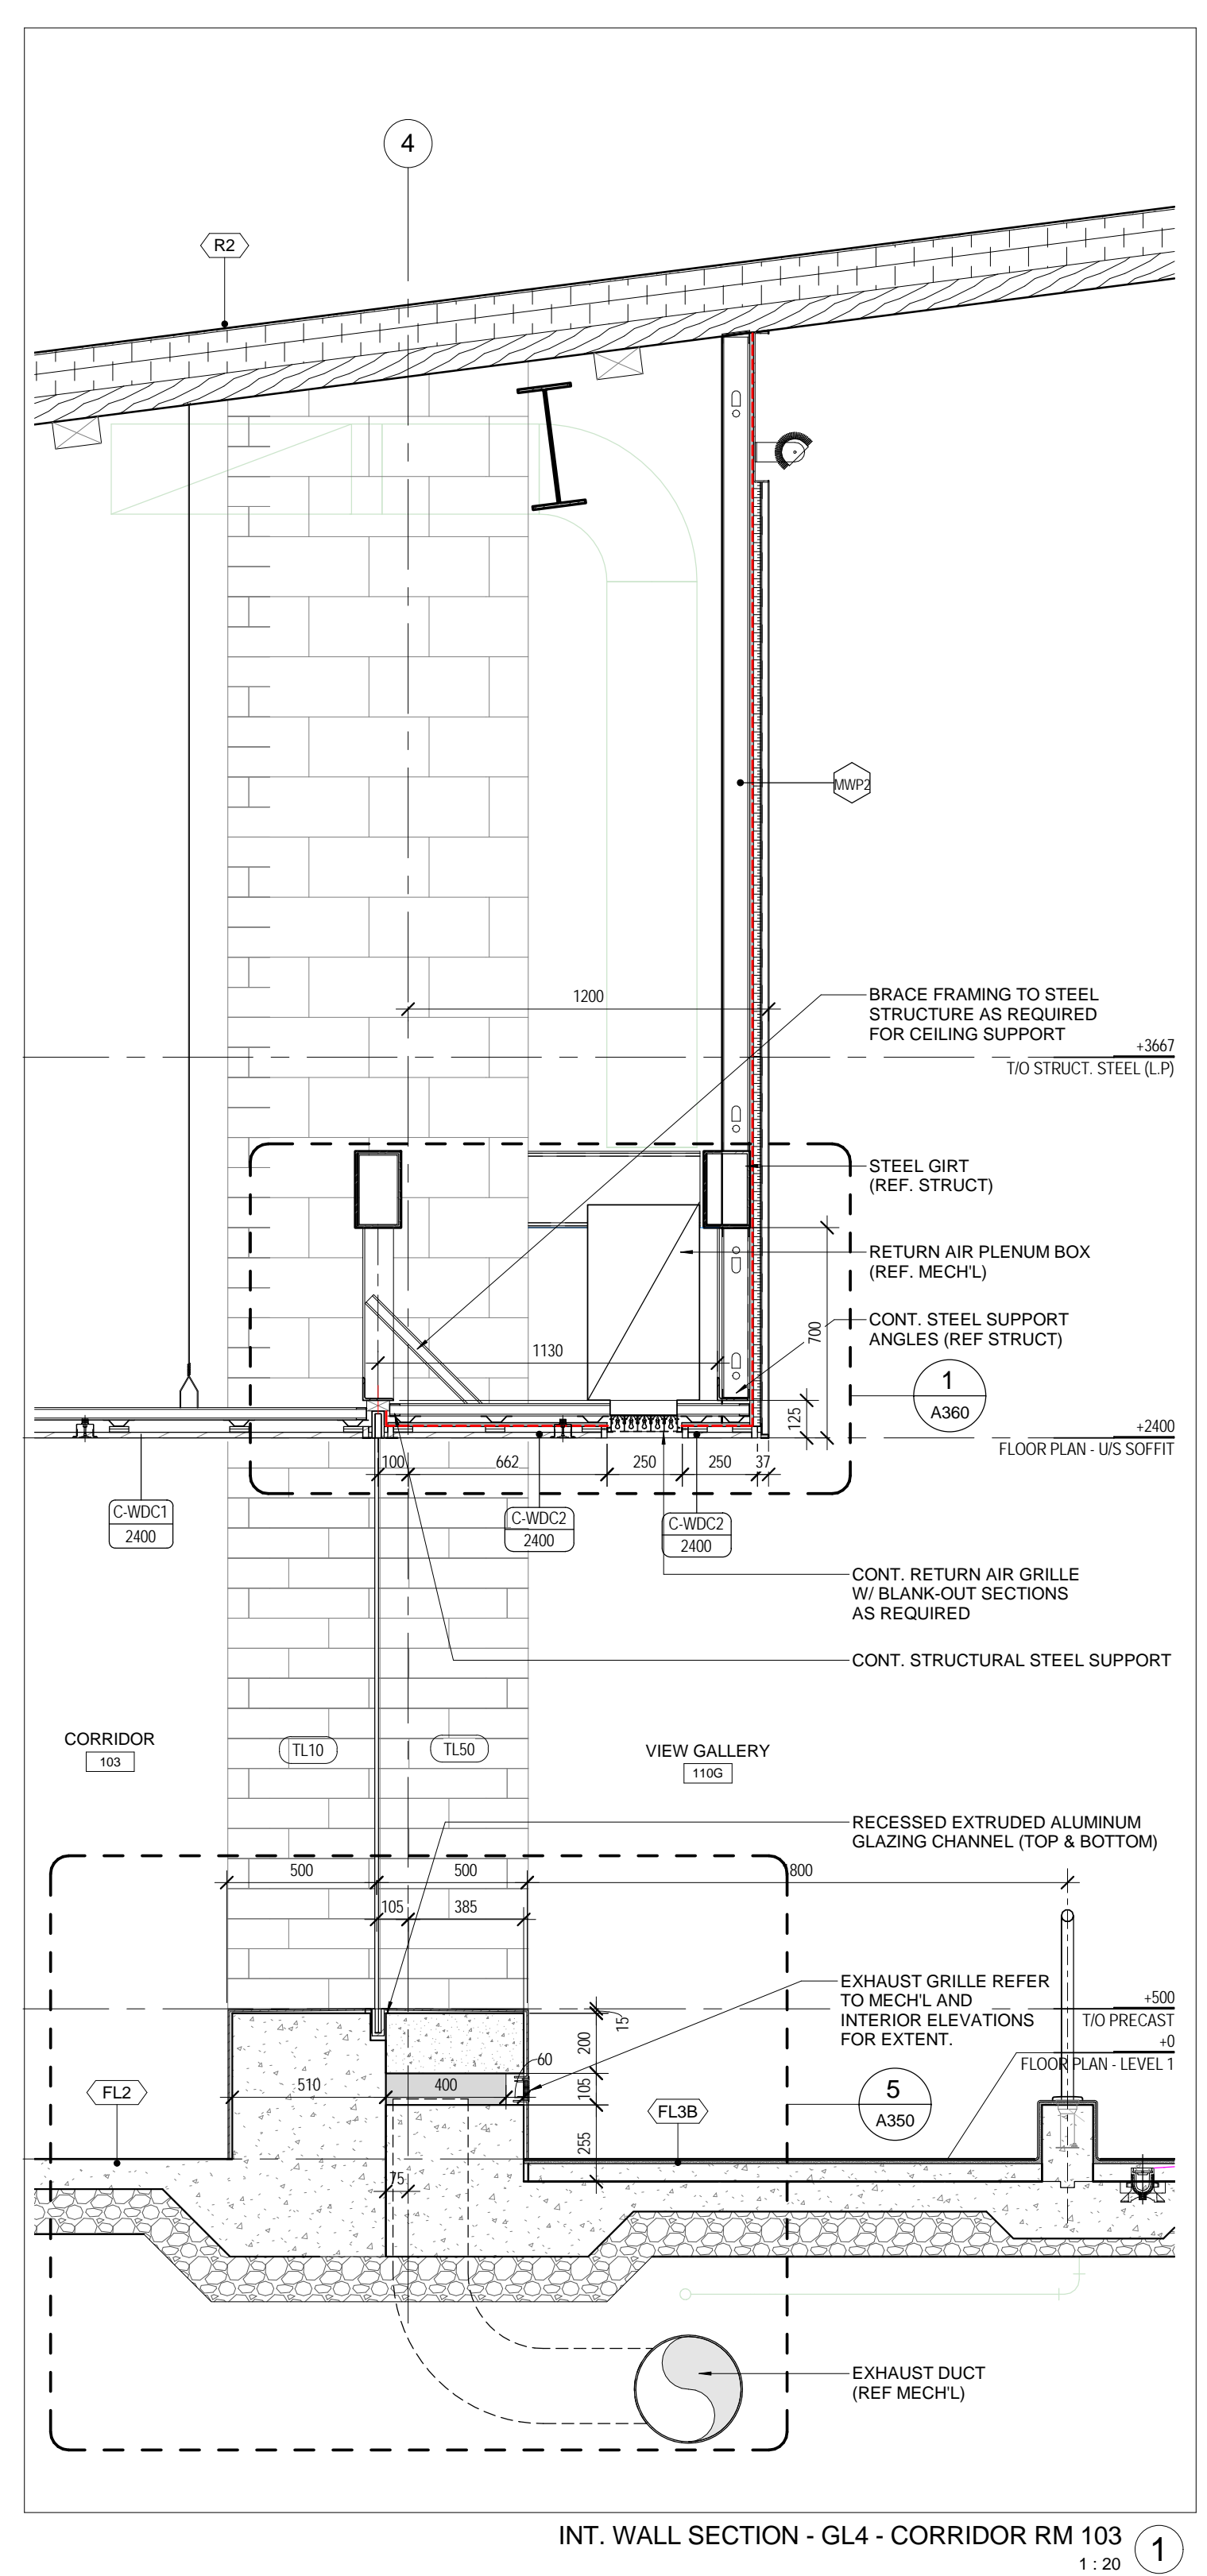 4
R2
MWP2
1200
BRACE FRAMING TO STEEL
STRUCTURE AS REQUIRED
FOR CEILING SUPPORT
+3667
T/O STRUCT. STEEL (L.P)
STEEL GIRT
(REF. STRUCT)
RETURN AIR PLENUM BOX
(REF. MECH'L)
CONT. STEEL SUPPORT
ANGLES (REF STRUCT)
700
1130
1
A360
125
+2400
FLOOR PLAN - U/S SOFFIT
100
662
250
250
37
C-WDC1
2400
C-WDC2
2400
C-WDC2
2400
CONT. RETURN AIR GRILLE
W/ BLANK-OUT SECTIONS
AS REQUIRED
CONT. STRUCTURAL STEEL SUPPORT
CORRIDOR
103
TL10
TL50
VIEW GALLERY
110G
RECESSED EXTRUDED ALUMINUM
GLAZING CHANNEL (TOP & BOTTOM)
500
500
800
105
385
EXHAUST GRILLE REFER
TO MECH'L AND
INTERIOR ELEVATIONS
FOR EXTENT.
+500
T/O PRECAST
+0
FLOOR PLAN - LEVEL 1
15
200
60
105
510
400
255
FL2
FL3B
5
A350
75
EXHAUST DUCT
(REF MECH'L)
INT. WALL SECTION - GL4 - CORRIDOR RM 103
1 : 20
1